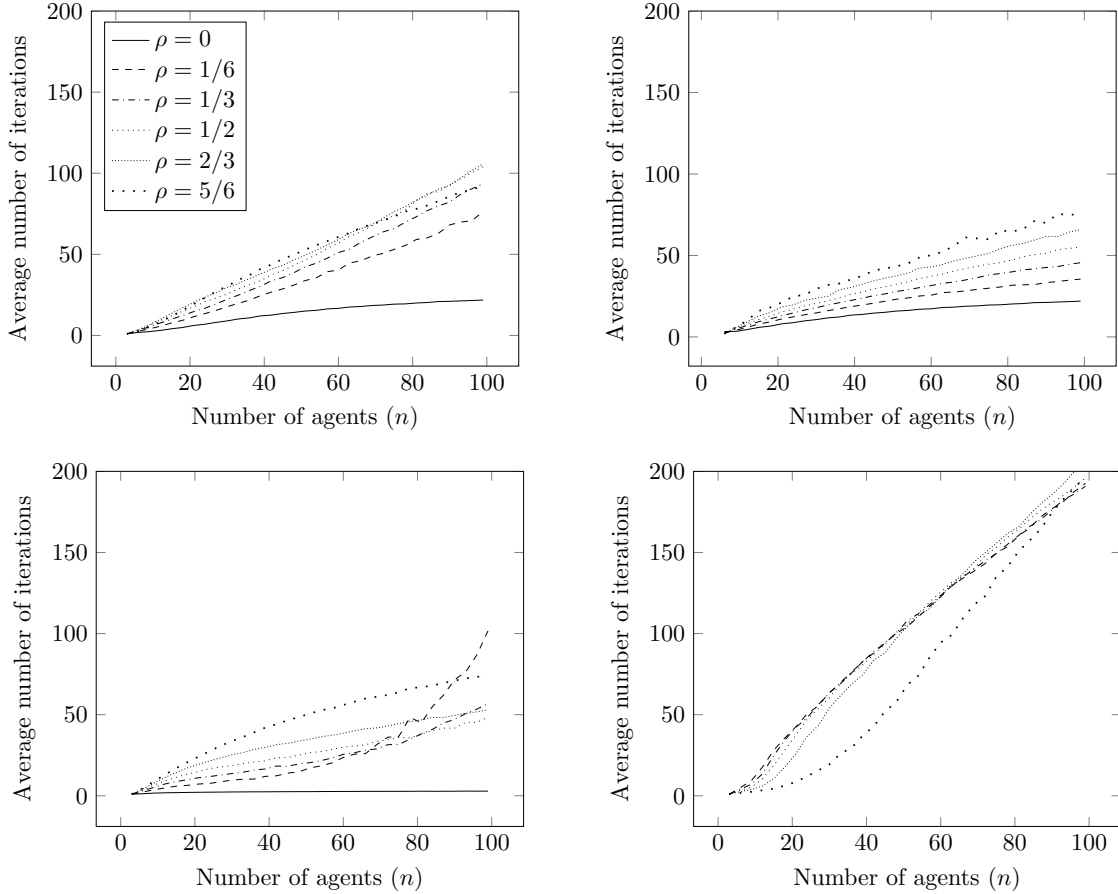 200
150
100
50
0
Average number of iterations
ρ = 0
ρ = 1/6
ρ = 1/3
ρ = 1/2
ρ = 2/3
ρ = 5/6
0 20 40 60 80 100
Number of agents (n)
200
150
100
50
0
Average number of iterations
0 20 40 60 80 100
Number of agents (n)
200
150
100
50
0
Average number of iterations
0 20 40 60 80 100
Number of agents (n)
200
150
100
50
0
Average number of iterations
0 20 40 60 80 100
Number of agents (n)